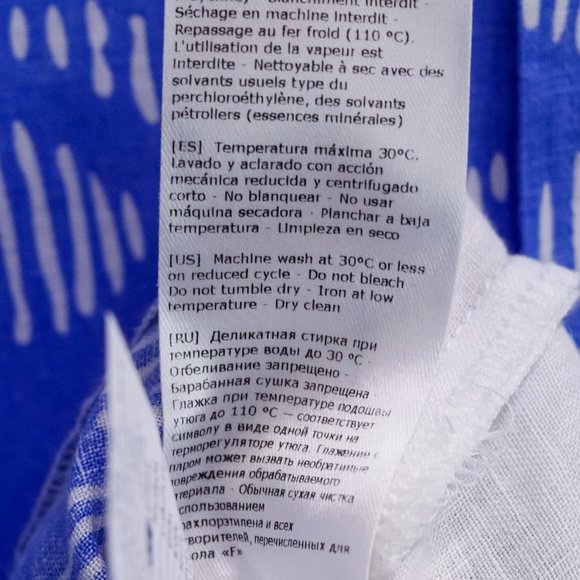 Blanchiment interdit -
Séchage en machine interdit -
Repassage au fer froid (110 °C).
L'utilisation de la vapeur est
interdite - Nettoyable à sec avec des
solvants usuels type du
perchloroéthylène, des solvants
pétroliers (essences minérales)
[ES] Temperatura máxima 30°C.
Lavado y aclarado con acción
mecánica reducida y centrifugado
corto - No blanquear - No usar
máquina secadora - Planchar a baja
temperatura - Limpieza en seco
[US] Machine wash at 30°C or less
on reduced cycle - Do not bleach
Do not tumble dry - Iron at low
temperature - Dry clean
[RU] Деликатная стирка при
температуре воды до 30 °C -
Отбеливание запрещено -
Барабанная сушка запрещена -
Глажка при температуре подошвы
утюга до 110 °C — соответствует
символу в виде одной точки на
терморегуляторе утюга. Глажение с
паром может вызвать необратимые
повреждения обрабатываемого
материала - Обычная сухая чистка
использованием
рахлорэтилена и всех
творителей, перечисленных для
ола «F»